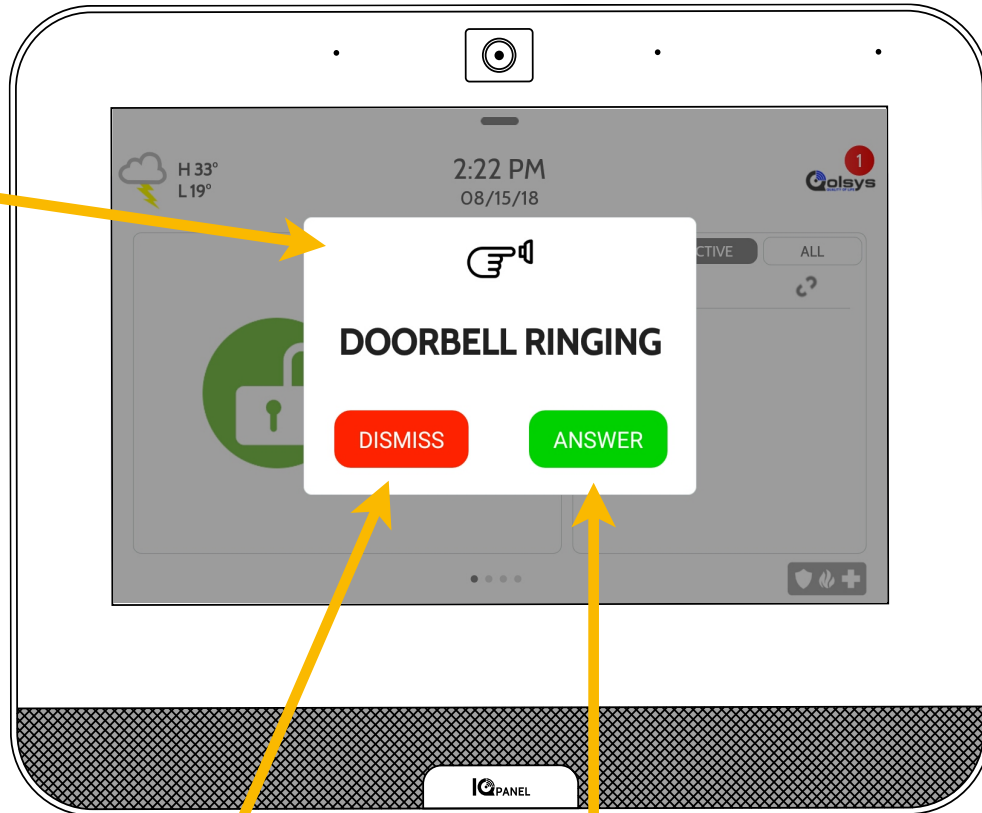 H 33°
L 19°
2:22 PM
08/15/18
1
Qolsys
CTIVE
ALL
DOORBELL RINGING
DISMISS
ANSWER
IQ PANEL